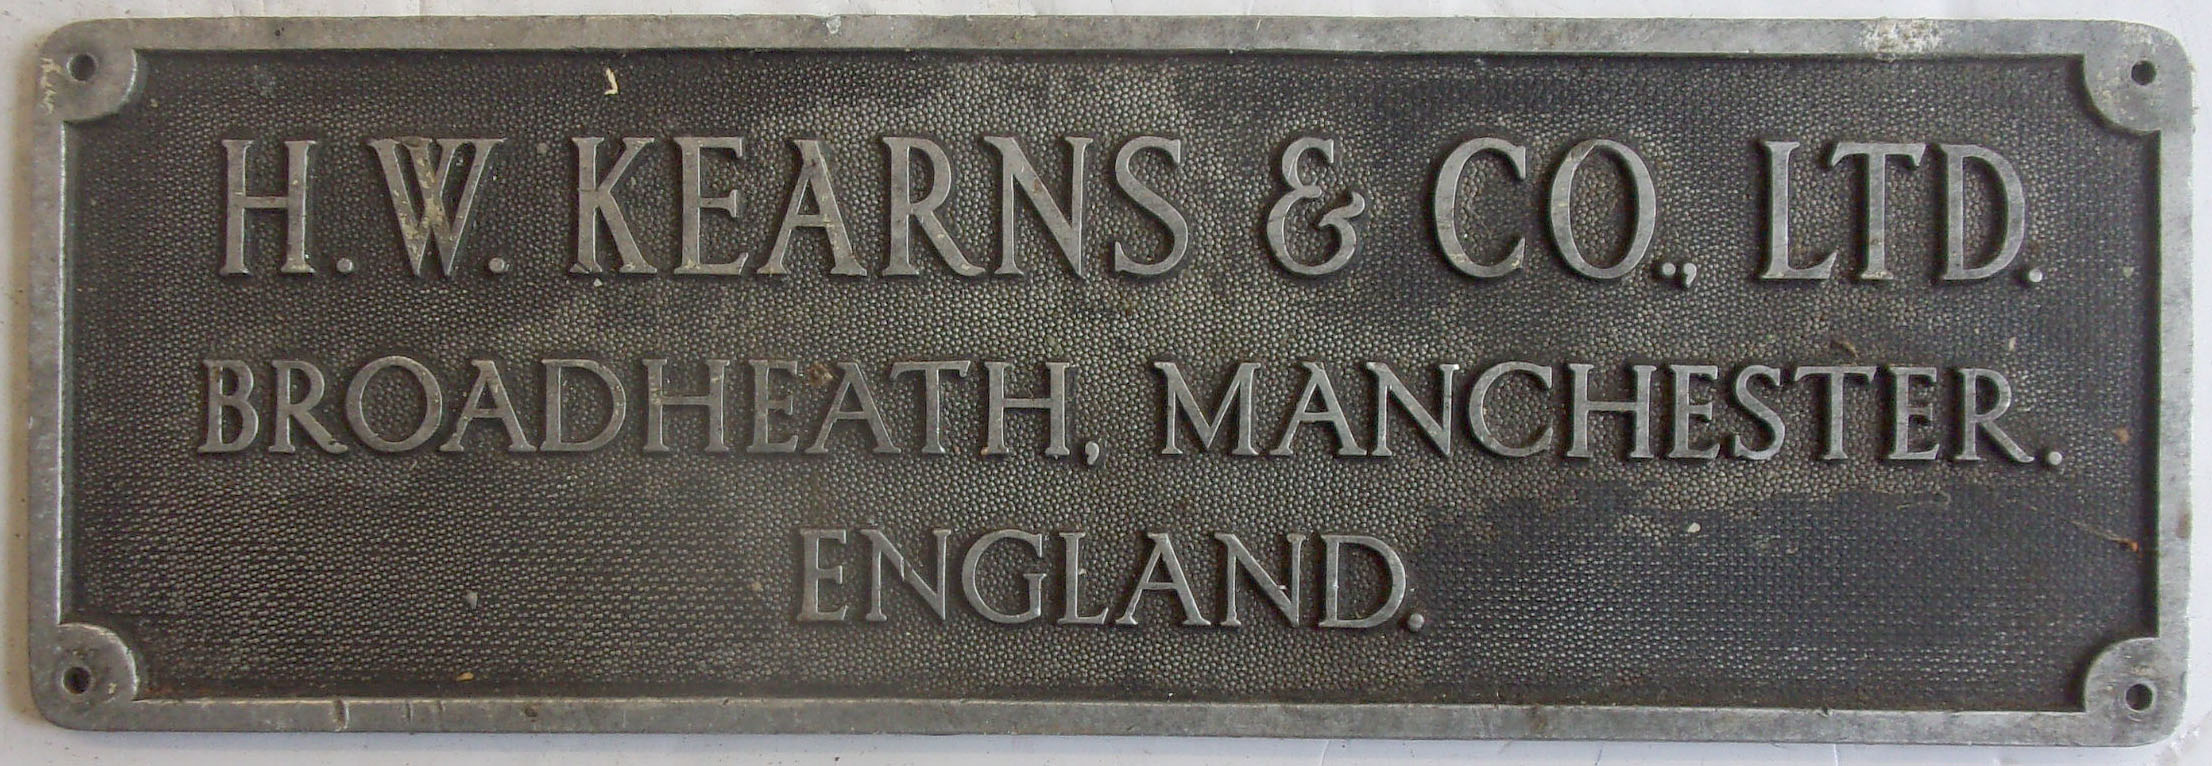 H. W. KEARNS & CO., LTD.
BROADHEATH, MANCHESTER.
ENGLAND.